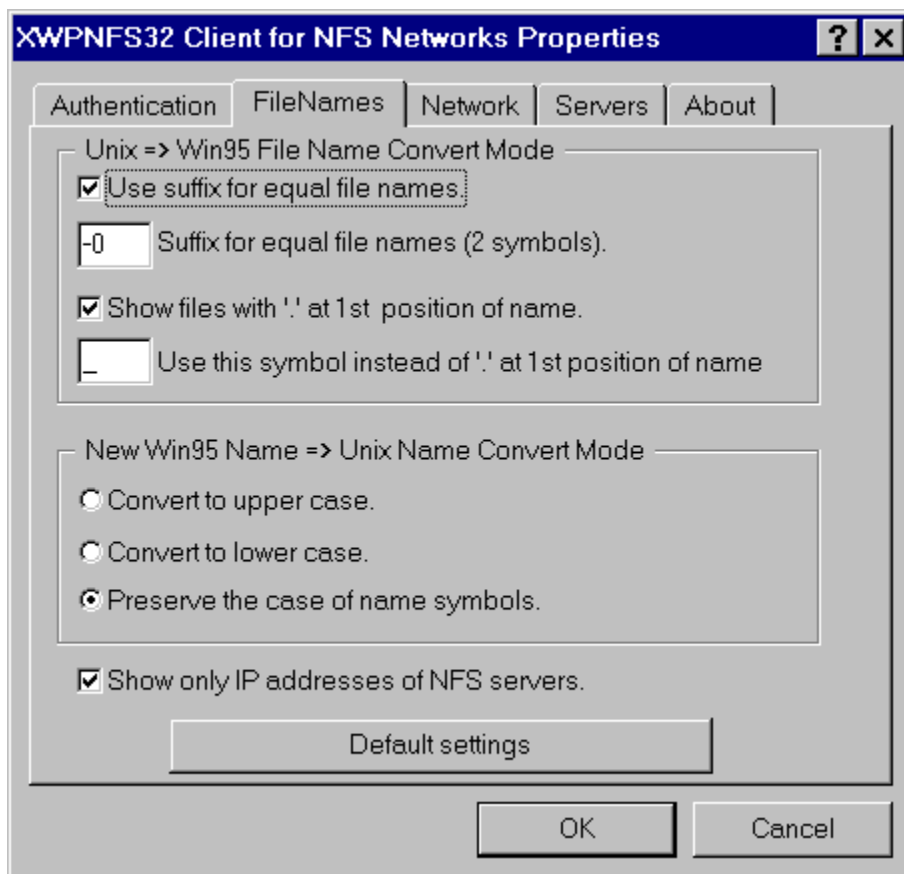 XWPNFS32 Client for NFS Networks Properties
Authentication FileNames Network Servers About
Unix => Win95 File Name Convert Mode
Use suffix for equal file names.
-0 Suffix for equal file names (2 symbols).
Show files with '.' at 1st position of name.
_ Use this symbol instead of '.' at 1st position of name
New Win95 Name => Unix Name Convert Mode
Convert to upper case.
Convert to lower case.
Preserve the case of name symbols.
Show only IP addresses of NFS servers.
Default settings
OK Cancel